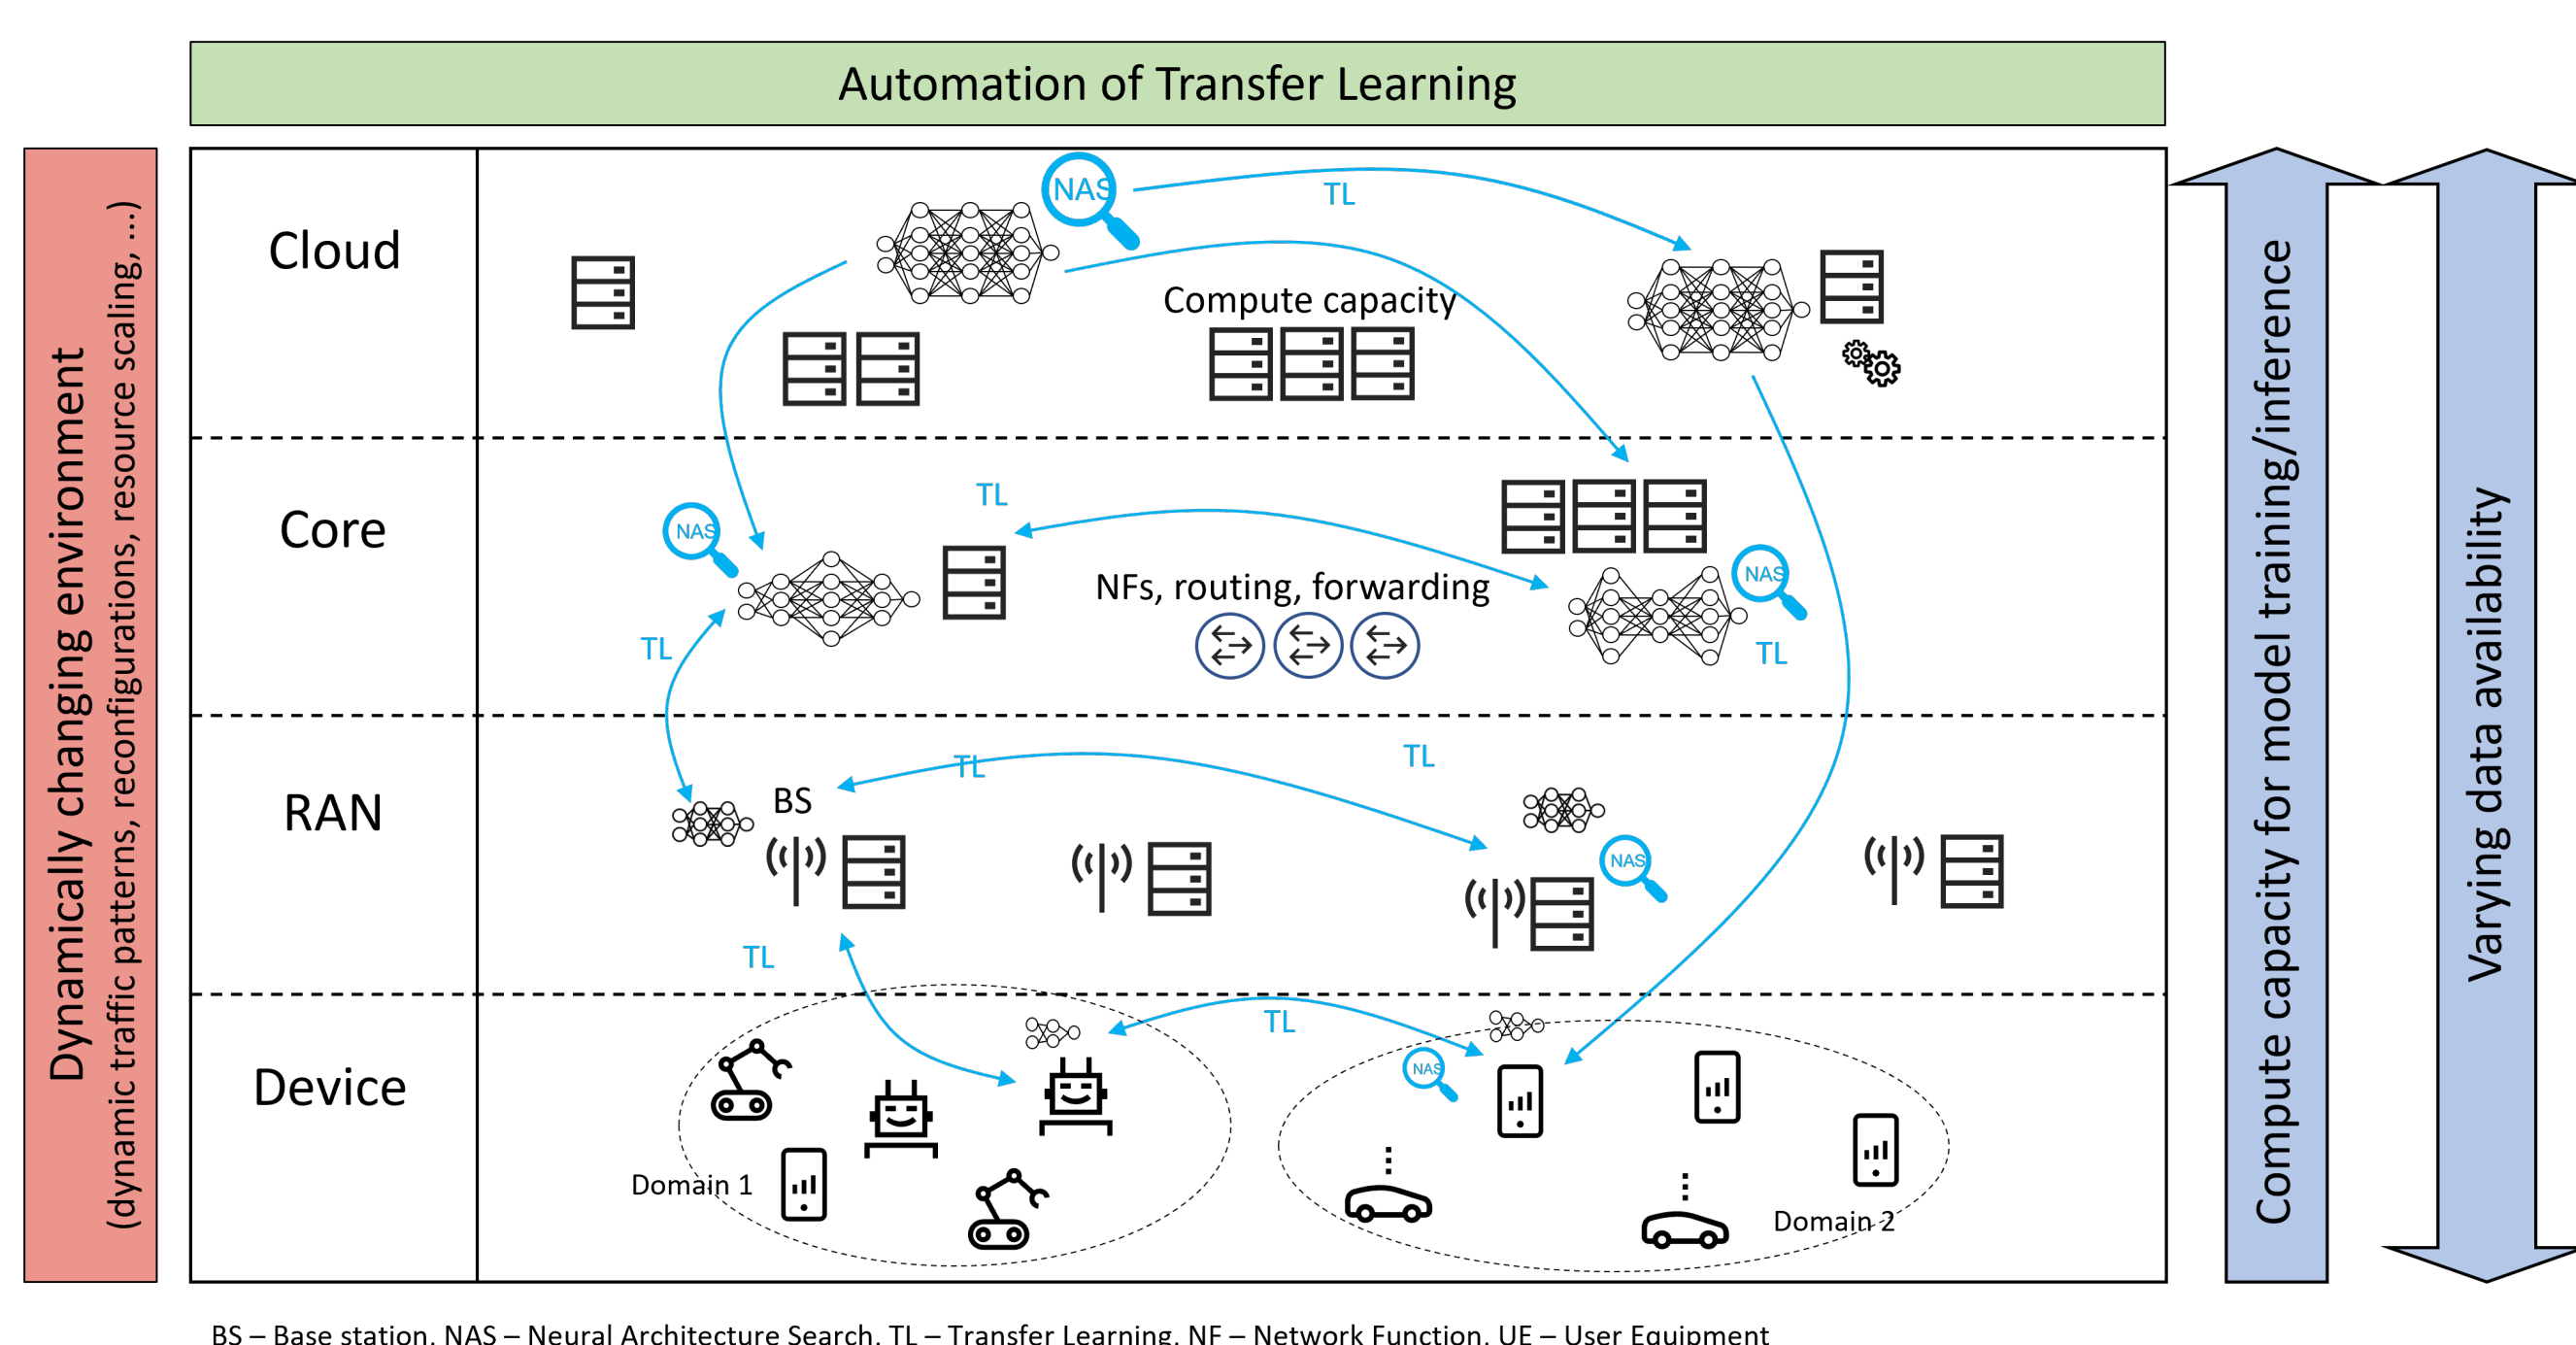 Automation of Transfer Learning
Dynamically changing environment
(dynamic traffic patterns, reconfigurations, resource scaling, ...)
Cloud
NAS
TL
Compute capacity
Core
NAS
TL
NFs, routing, forwarding
NAS
TL
TL
RAN
BS
TL
TL
NAS
TL
Device
TL
NAS
Domain 1
Domain 2
Compute capacity for model training/inference
Varying data availability
BS – Base station, NAS – Neural Architecture Search, TL – Transfer Learning, NF – Network Function, UE – User Equipment